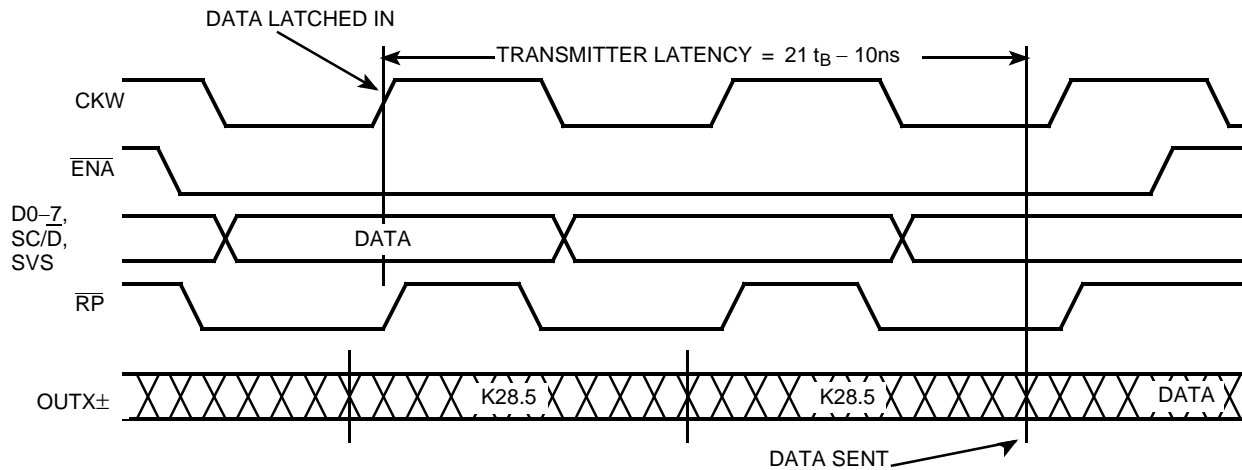 DATA LATCHED IN
TRANSMITTER LATENCY = 21 tB – 10ns
CKW
ENA
D0–7,
SC/D,
SVS
DATA
RP
OUTX±
K28.5
K28.5
DATA
DATA SENT